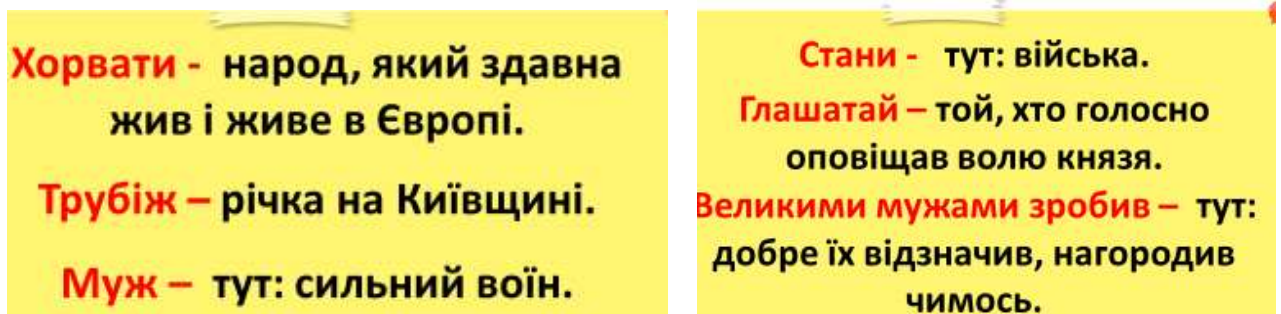 Хорвати - народ, який здавна
жив і живе в Європі.
Трубіж – річка на Київщині.
Муж – тут: сильний воїн.
Стани - тут: війська.
Глашатай – той, хто голосно
оповіщав волю князя.
Великими мужами зробив – тут:
добре їх відзначив, нагородив
чимось.